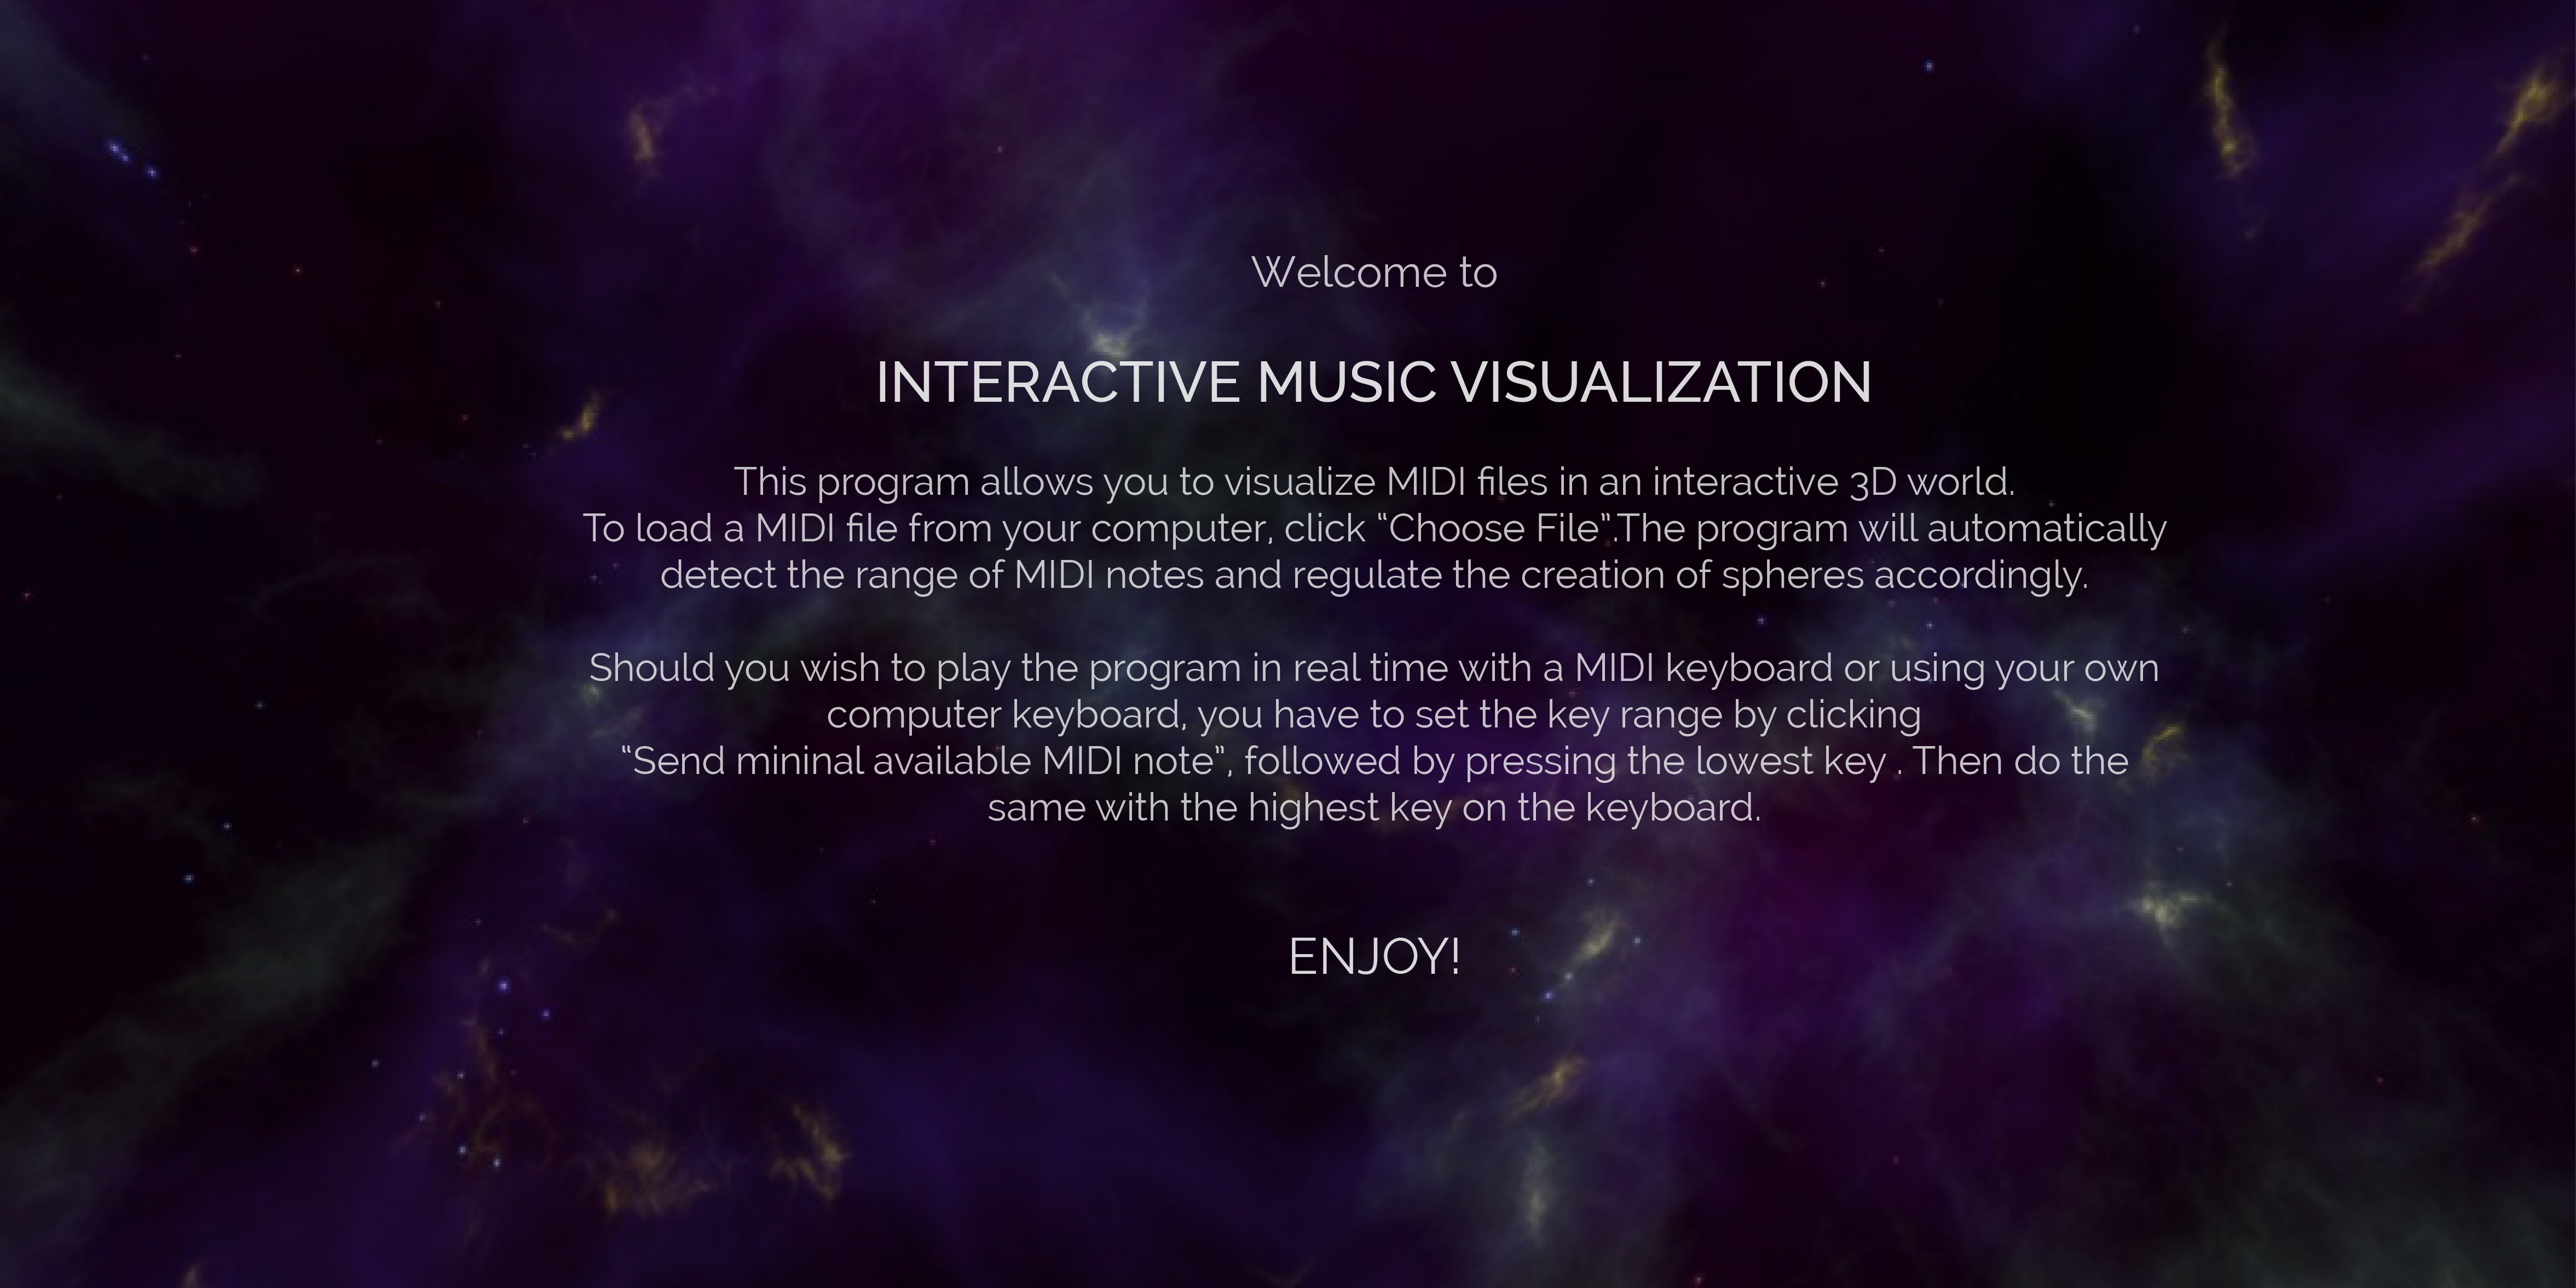 Welcome to
INTERACTIVE MUSIC VISUALIZATION
This program allows you to visualize MIDI files in an interactive 3D world.
To load a MIDI file from your computer, click “Choose File”.The program will automatically
detect the range of MIDI notes and regulate the creation of spheres accordingly.
Should you wish to play the program in real time with a MIDI keyboard or using your own
computer keyboard, you have to set the key range by clicking
“Send mininal available MIDI note”, followed by pressing the lowest key . Then do the
same with the highest key on the keyboard.
ENJOY!